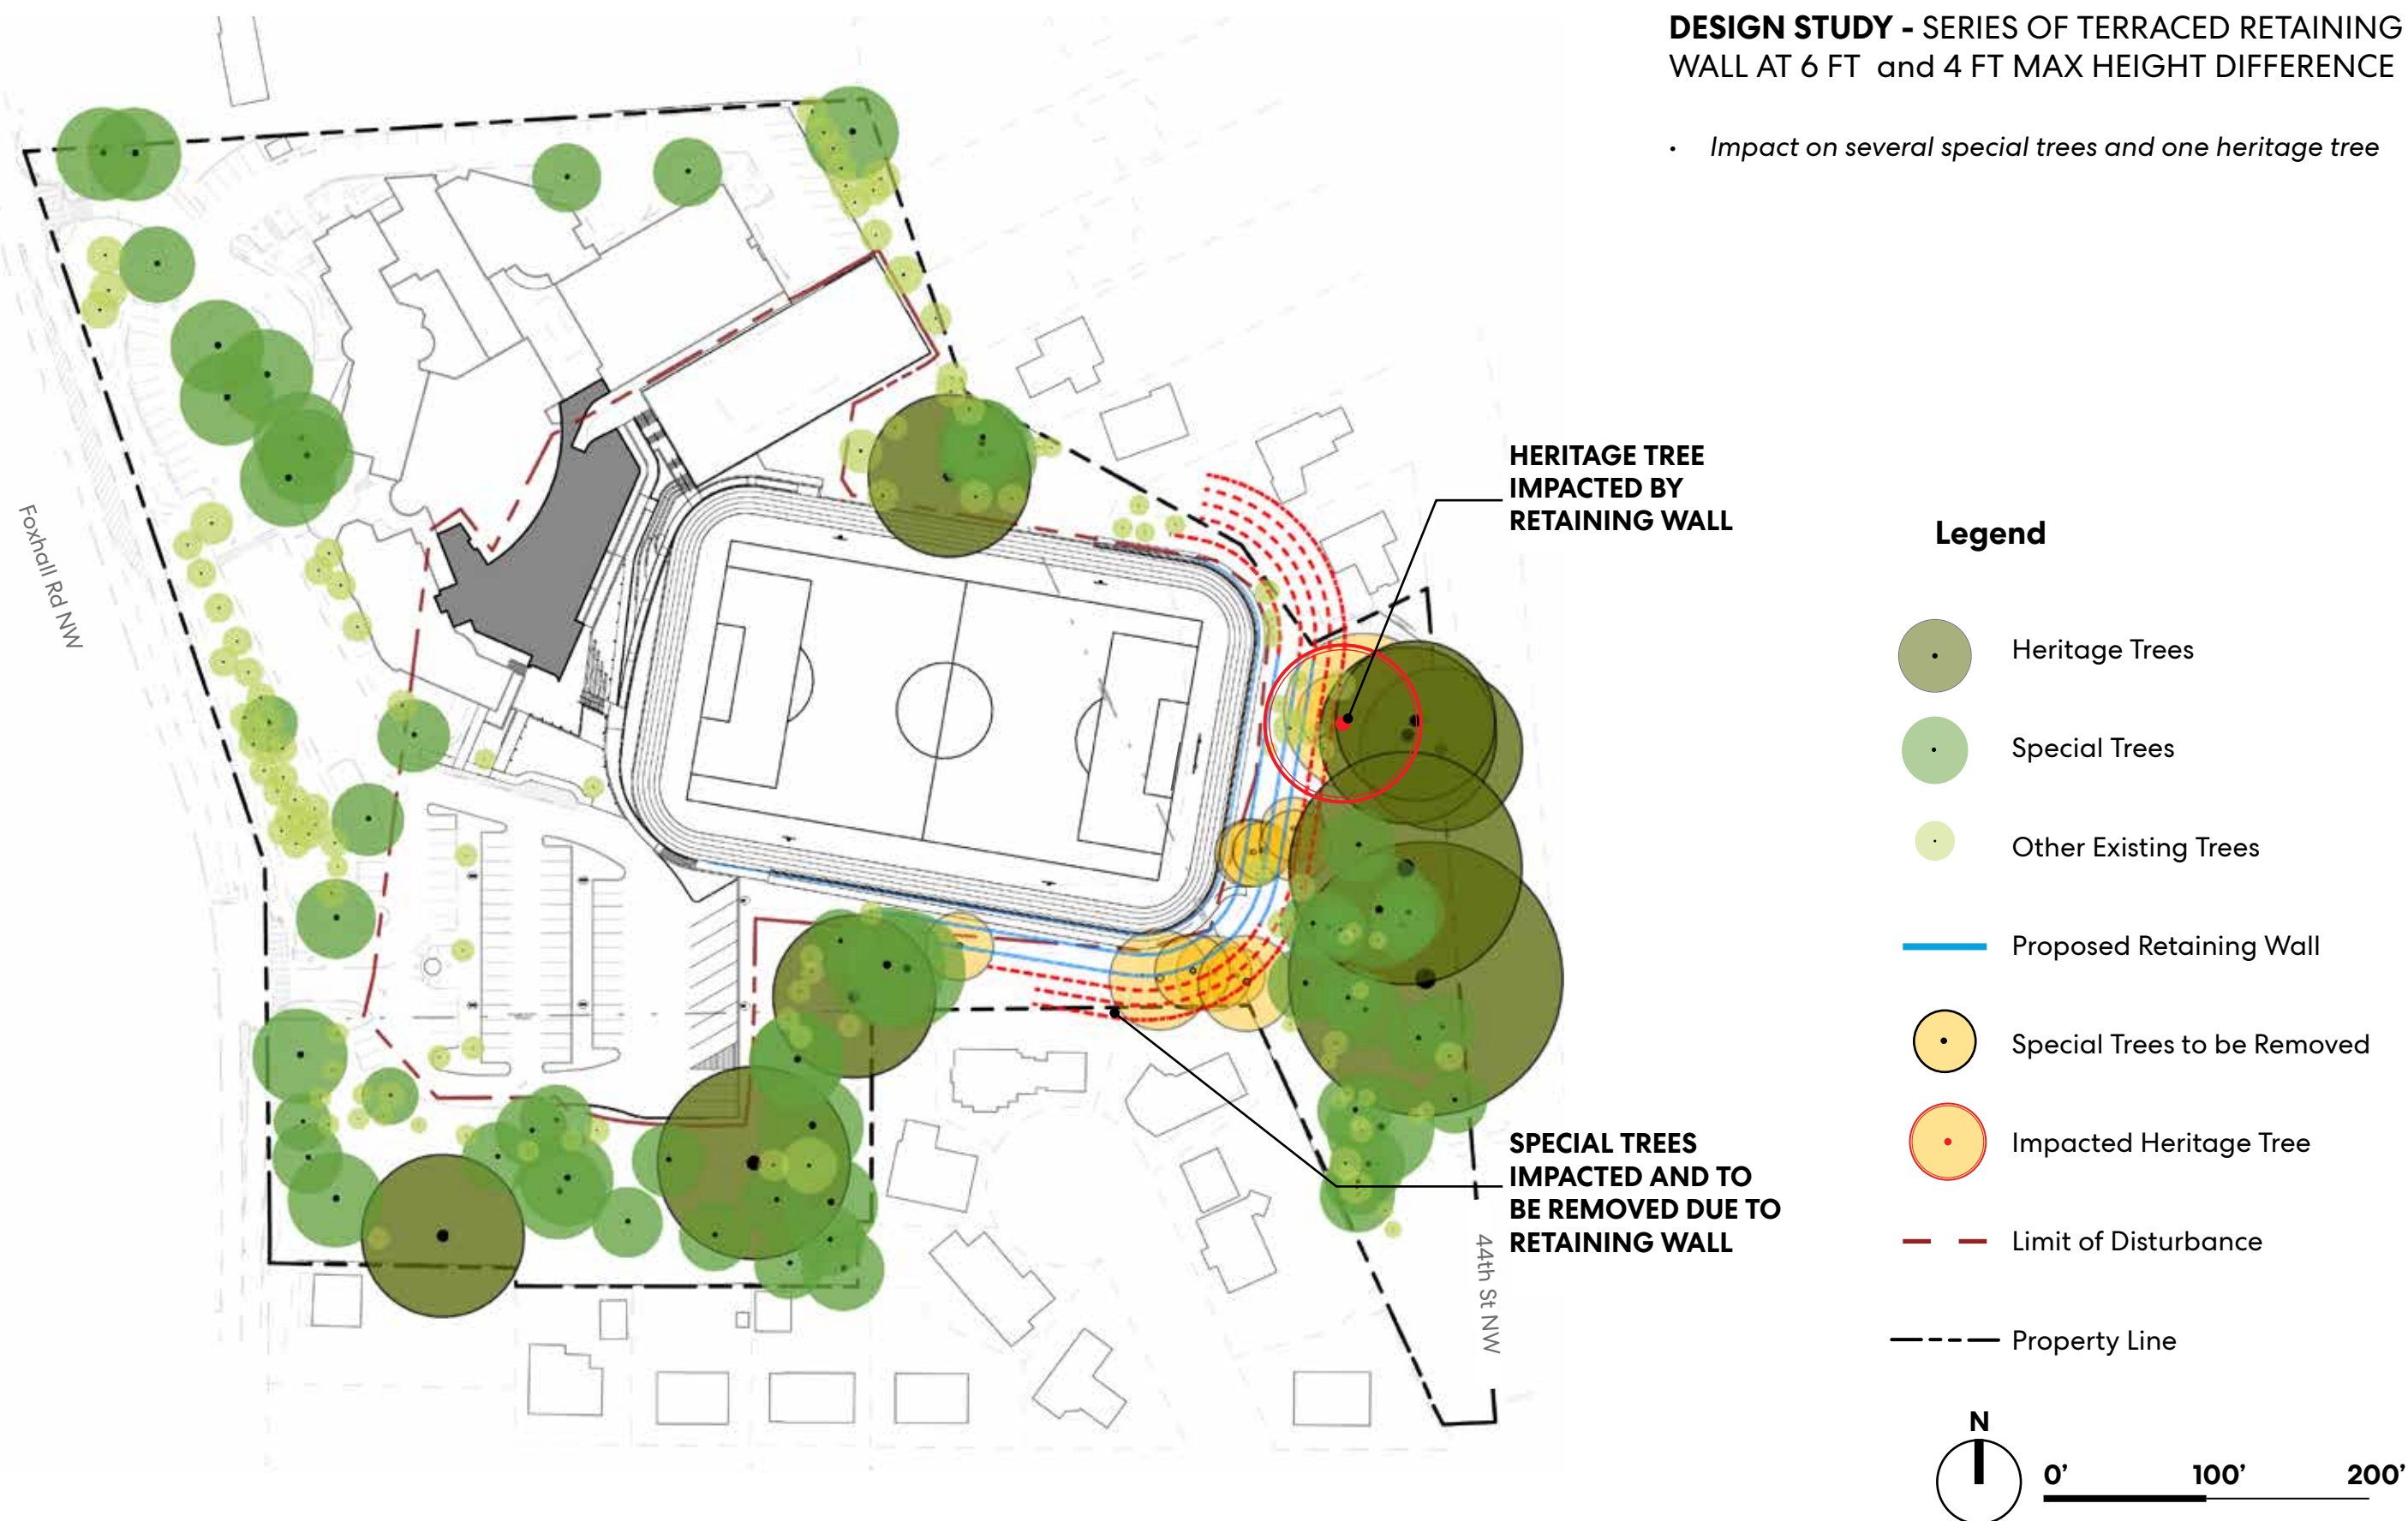 DESIGN STUDY - SERIES OF TERRACED RETAINING
WALL AT 6 FT and 4 FT MAX HEIGHT DIFFERENCE
• Impact on several special trees and one heritage tree
HERITAGE TREE
IMPACTED BY
RETAINING WALL
Foxhall Rd NW
SPECIAL TREES
IMPACTED AND TO
BE REMOVED DUE TO
RETAINING WALL
44th St NW
Legend
Heritage Trees
Special Trees
Other Existing Trees
Proposed Retaining Wall
Special Trees to be Removed
Impacted Heritage Tree
Limit of Disturbance
Property Line
N
0’ 100’ 200’